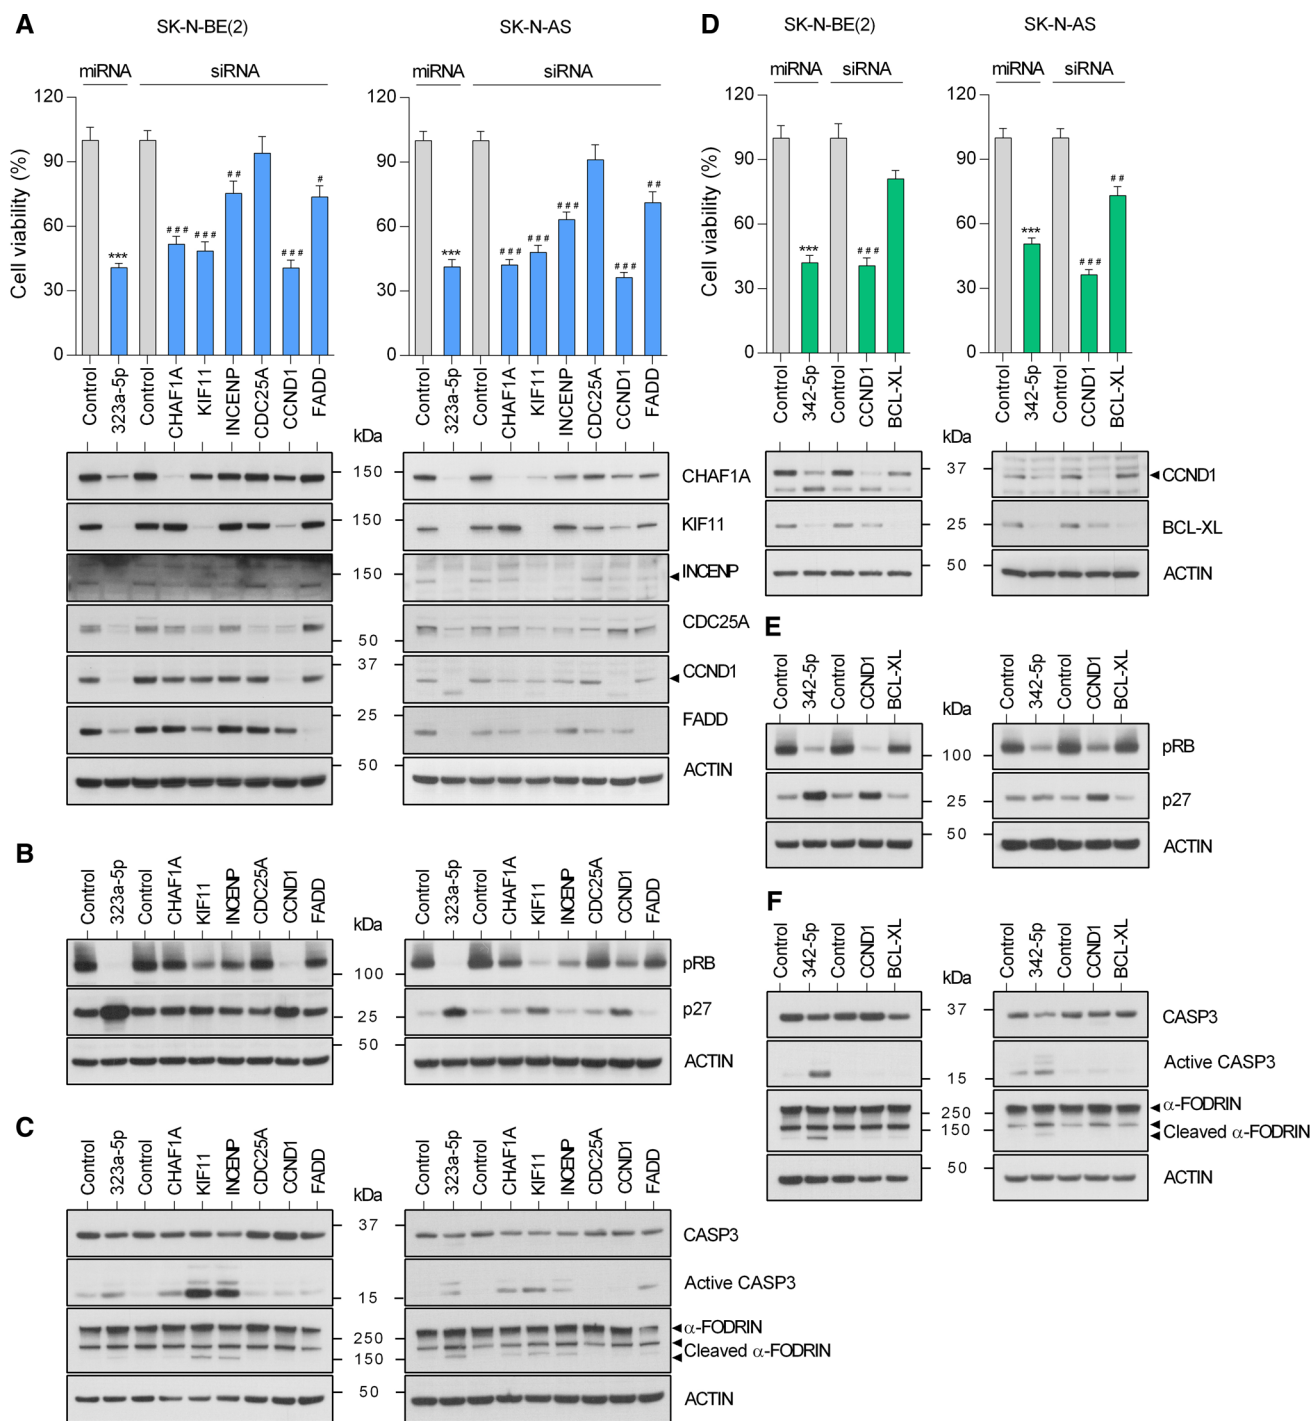 A
SK-N-BE(2)
SK-N-AS
miRNA
siRNA
miRNA
siRNA
Cell viability (%)
120
90
60
30
0
***
# # #
# # #
# #
# # #
#
120
90
60
30
0
***
# # #
# # #
# # #
# # #
# #
Control
323a-5p
Control
CHAF1A
KIF11
INCENP
CDC25A
CCND1
FADD
Control
323a-5p
Control
CHAF1A
KIF11
INCENP
CDC25A
CCND1
FADD
kDa
150
CHAF1A
150
KIF11
150
INCENP
50
CDC25A
37
CCND1
25
FADD
50
ACTIN
B
Control
323a-5p
Control
CHAF1A
KIF11
INCENP
CDC25A
CCND1
FADD
Control
323a-5p
Control
CHAF1A
KIF11
INCENP
CDC25A
CCND1
FADD
kDa
100
pRB
25
p27
50
ACTIN
C
Control
323a-5p
Control
CHAF1A
KIF11
INCENP
CDC25A
CCND1
FADD
Control
323a-5p
Control
CHAF1A
KIF11
INCENP
CDC25A
CCND1
FADD
kDa
37
CASP3
15
Active CASP3
250
150
α-FODRIN
Cleaved α-FODRIN
50
ACTIN
D
SK-N-BE(2)
SK-N-AS
miRNA
siRNA
miRNA
siRNA
Cell viability (%)
120
90
60
30
0
***
# # #
120
90
60
30
0
***
# # #
# #
Control
342-5p
Control
CCND1
BCL-XL
Control
342-5p
Control
CCND1
BCL-XL
kDa
37
CCND1
25
BCL-XL
50
ACTIN
E
Control
342-5p
Control
CCND1
BCL-XL
Control
342-5p
Control
CCND1
BCL-XL
kDa
100
pRB
25
p27
50
ACTIN
F
Control
342-5p
Control
CCND1
BCL-XL
Control
342-5p
Control
CCND1
BCL-XL
kDa
37
CASP3
15
Active CASP3
250
150
α-FODRIN
Cleaved α-FODRIN
50
ACTIN